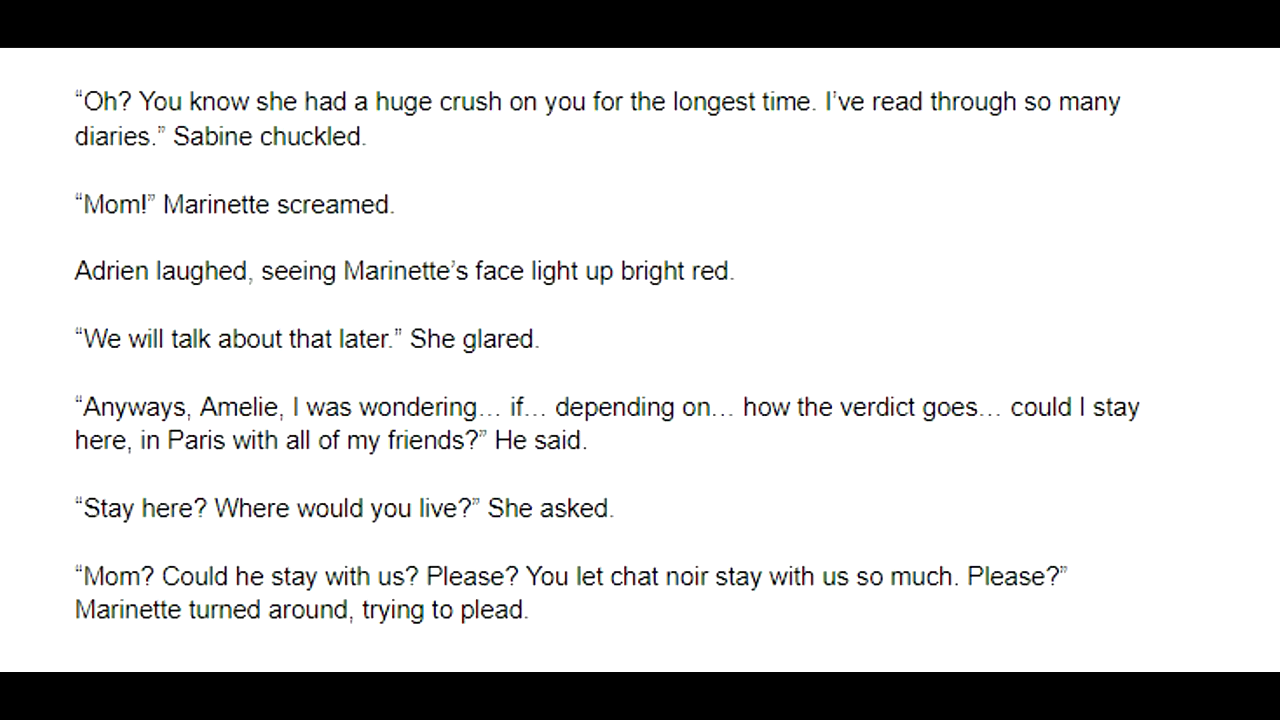 “Oh? You know she had a huge crush on you for the longest time. I’ve read through so many
diaries.” Sabine chuckled.
“Mom!” Marinette screamed.
Adrien laughed, seeing Marinette’s face light up bright red.
“We will talk about that later.” She glared.
“Anyways, Amelie, I was wondering… if… depending on… how the verdict goes… could I stay
here, in Paris with all of my friends?” He said.
“Stay here? Where would you live?” She asked.
“Mom? Could he stay with us? Please? You let chat noir stay with us so much. Please?”
Marinette turned around, trying to plead.